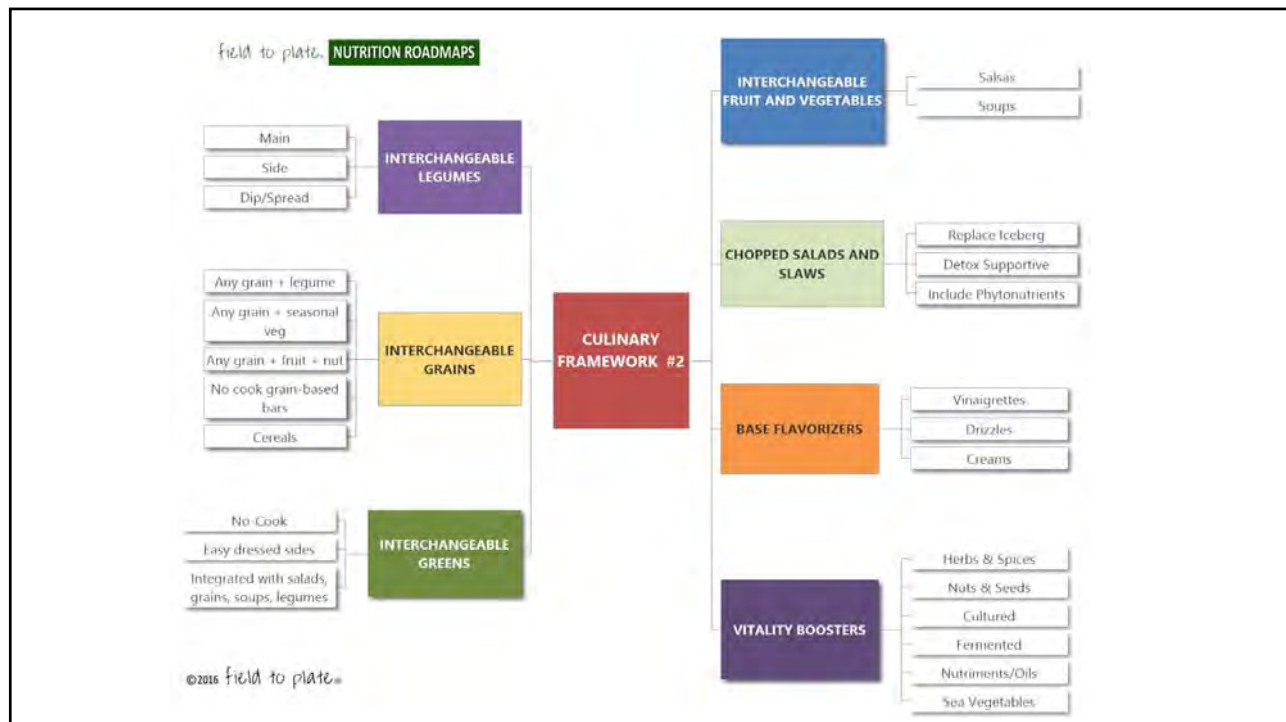 field to plate. NUTRITION ROADMAPS
INTERCHANGEABLE
LEGUMES
Main
Side
Dip/Spread
INTERCHANGEABLE
GRAINS
Any grain + legume
Any grain + seasonal
veg
Any grain + fruit + nut
No cook grain-based
bars
Cereals
INTERCHANGEABLE
GREENS
No-Cook
Easy dressed sides
Integrated with salads,
grains, soups, legumes
CULINARY
FRAMEWORK #2
INTERCHANGEABLE
FRUIT AND VEGETABLES
Salsas
Soups
CHOPPED SALADS AND
SLAWS
Replace Iceberg
Detox Supportive
Include Phytonutrients
BASE FLAVORIZERS
Vinaigrettes
Drizzles
Creams
VITALITY BOOSTERS
Herbs & Spices
Nuts & Seeds
Cultured
Fermented
Nutriments/Oils
Sea Vegetables
©2016 field to plate®